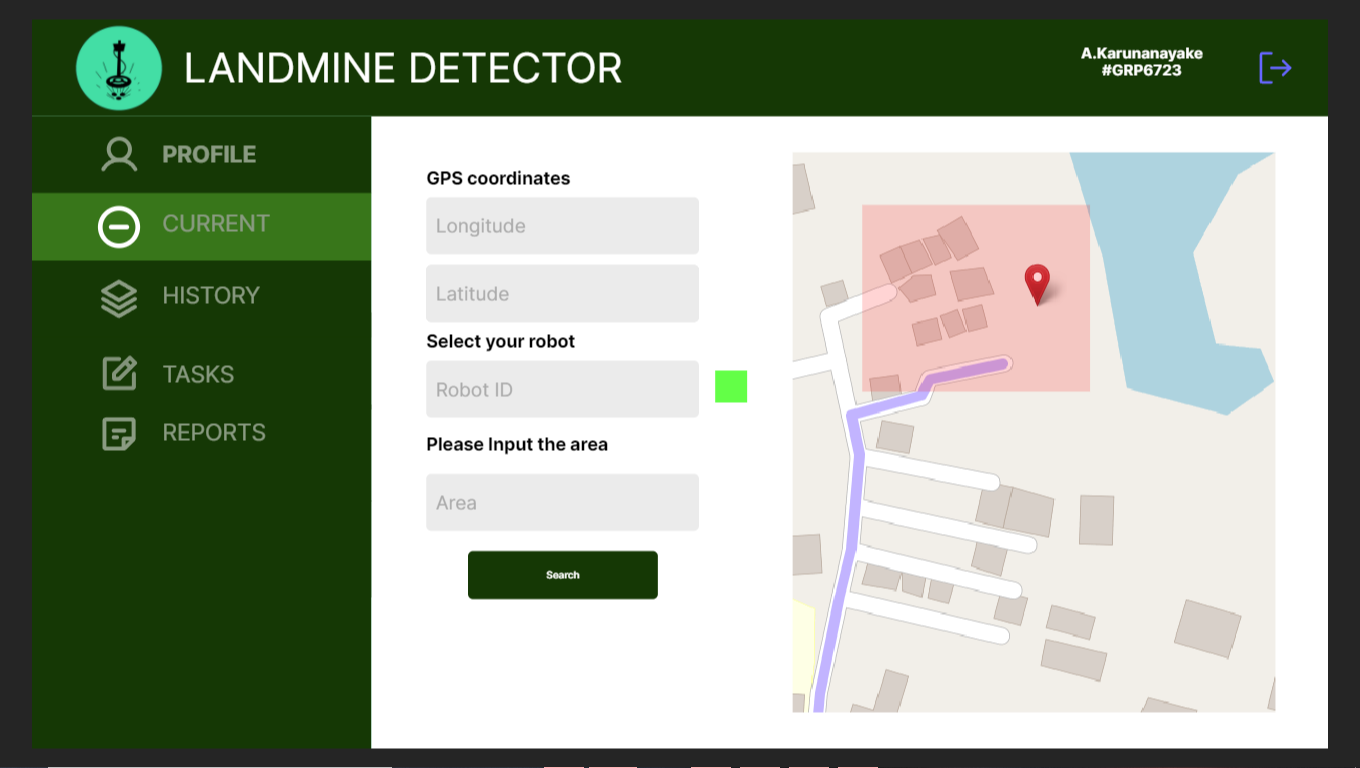 LANDMINE DETECTOR
A.Karunanayake
#GRP6723
PROFILE
CURRENT
HISTORY
TASKS
REPORTS
GPS coordinates
Longitude
Latitude
Select your robot
Robot ID
Please Input the area
Area
Search